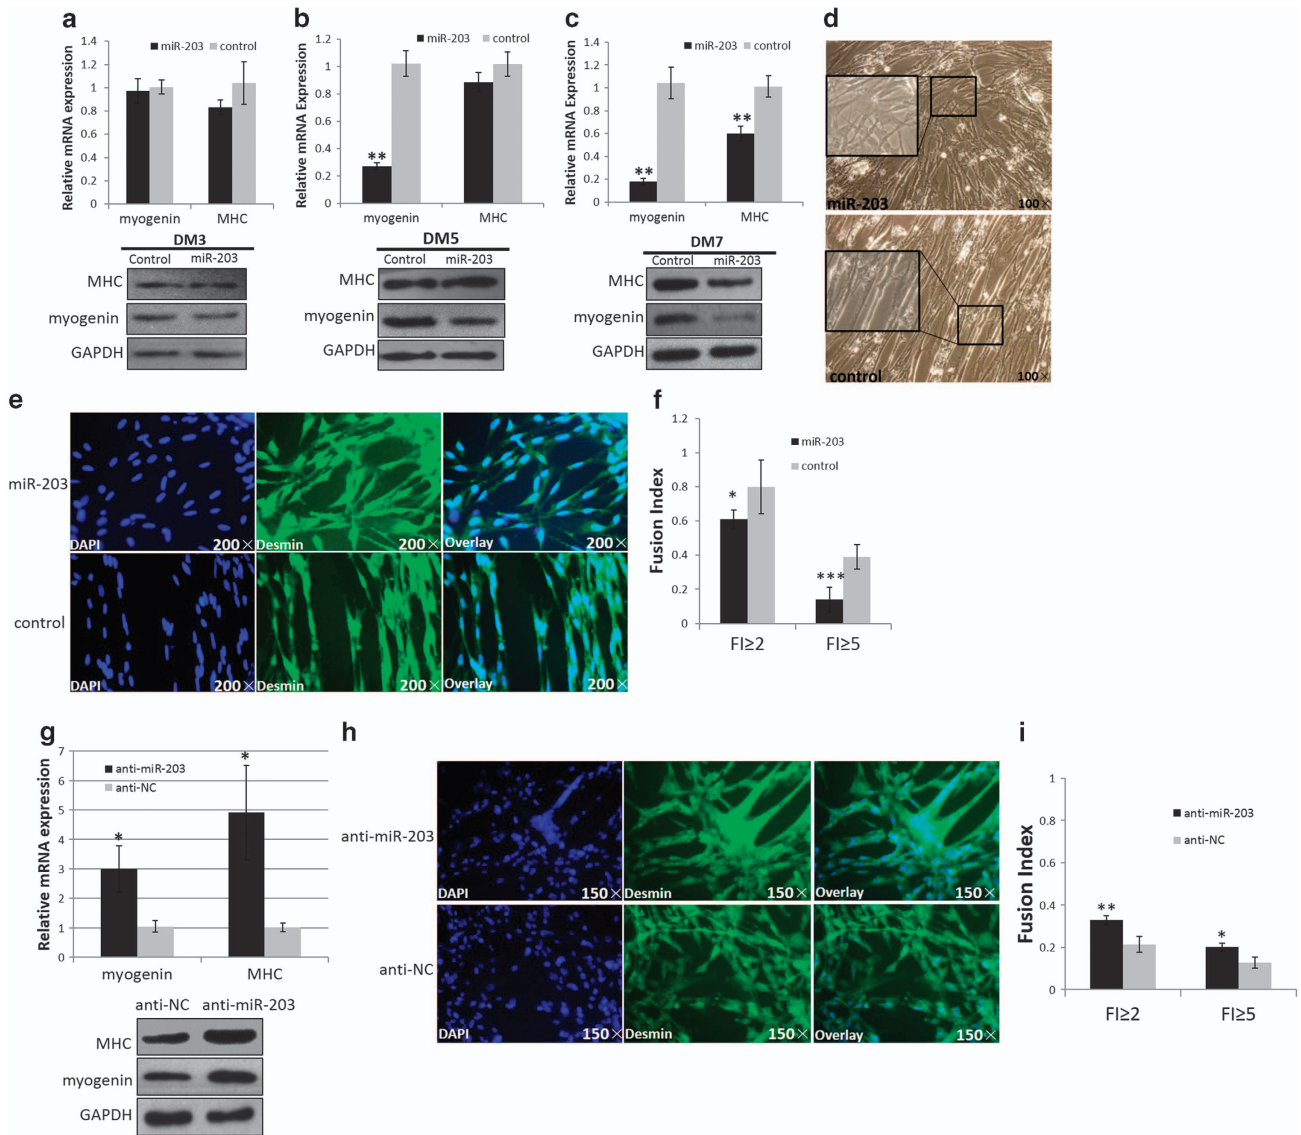 a
Relative mRNA expression
1.4
1.2
1
0.8
0.6
0.4
0.2
0
miR-203 control
myogenin MHC
DM3
Control miR-203
MHC
myogenin
GAPDH
b
Relative mRNA Expression
1.2
1
0.8
0.6
0.4
0.2
0
miR-203 control
**
myogenin MHC
DM5
Control miR-203
MHC
myogenin
GAPDH
c
Relative mRNA Expression
1.4
1.2
1
0.8
0.6
0.4
0.2
0
miR-203 control
**
**
myogenin MHC
DM7
Control miR-203
MHC
myogenin
GAPDH
d
miR-203 100×
control 100×
e
miR-203
DAPI 200×
Desmin 200×
Overlay 200×
control
DAPI 200×
Desmin 200×
Overlay 200×
f
Fusion Index
1.2
1
0.8
0.6
0.4
0.2
0
miR-203
control
*
***
FI≥2 FI≥5
g
Relative mRNA expression
7
6
5
4
3
2
1
0
anti-miR-203
anti-NC
*
*
myogenin MHC
anti-NC anti-miR-203
MHC
myogenin
GAPDH
h
anti-miR-203
DAPI 150×
Desmin 150×
Overlay 150×
anti-NC
DAPI 150×
Desmin 150×
Overlay 150×
i
Fusion Index
1
0.8
0.6
0.4
0.2
0
anti-miR-203
anti-NC
**
*
FI≥2 FI≥5